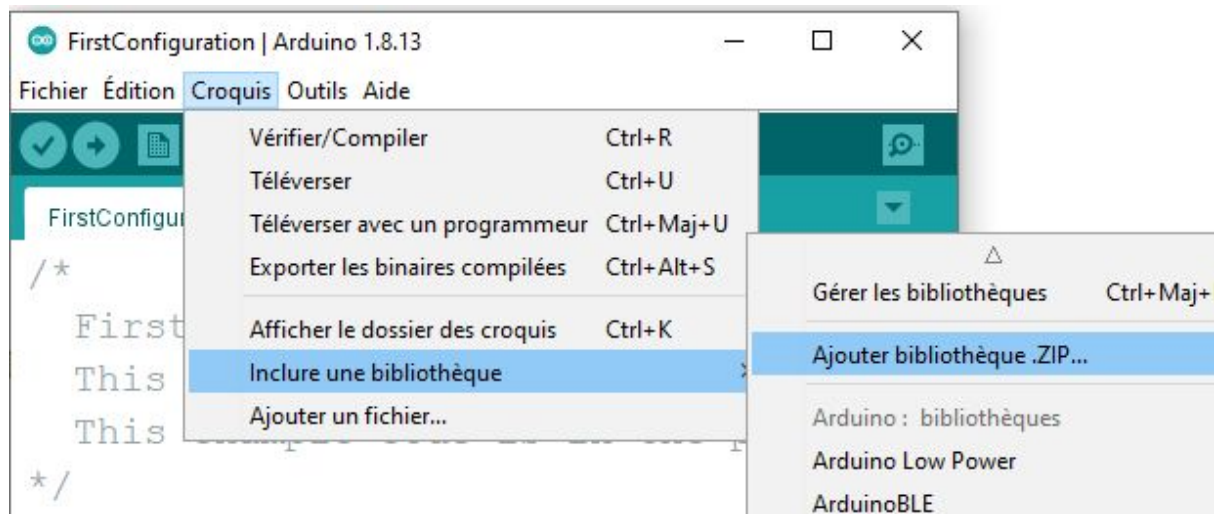 FirstConfiguration | Arduino 1.8.13
Fichier Édition Croquis Outils Aide
Vérifier/Compiler Ctrl+R
Téléverser Ctrl+U
Téléverser avec un programmeur Ctrl+Maj+U
Exporter les binaires compilées Ctrl+Alt+S
Afficher le dossier des croquis Ctrl+K
Inclure une bibliothèque
Ajouter un fichier...
Gérer les bibliothèques Ctrl+Maj+
Ajouter bibliothèque .ZIP...
Arduino : bibliothèques
Arduino Low Power
ArduinoBLE
FirstConfigur
/*
First
This
This
*/